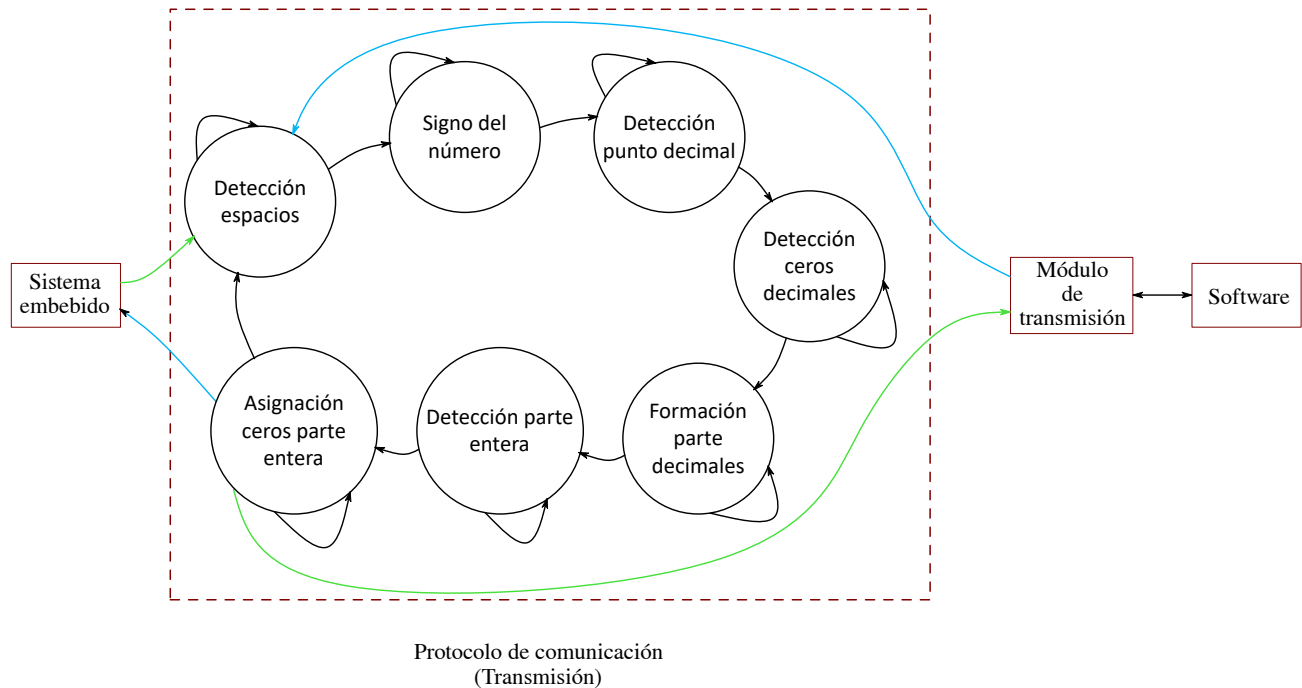 Signo del
número
Detección
punto decimal
Detección
espacios
Detección
ceros
decimales
Sistema
embebido
Módulo
de
transmisión
Software
Asignación
ceros parte
entera
Detección parte
entera
Formación
parte
decimales
Protocolo de comunicación
(Transmisión)